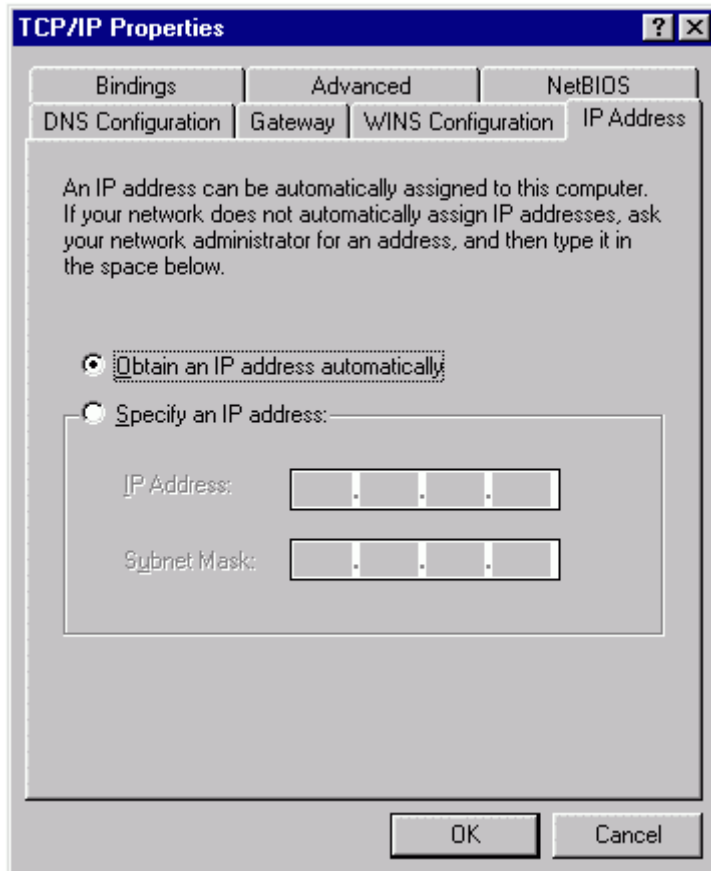 TCP/IP Properties
Bindings
Advanced
NetBIOS
DNS Configuration
Gateway
WINS Configuration
IP Address
An IP address can be automatically assigned to this computer.
If your network does not automatically assign IP addresses, ask
your network administrator for an address, and then type it in
the space below.
Obtain an IP address automatically
Specify an IP address:
IP Address:
. . .
Subnet Mask:
. . .
OK
Cancel